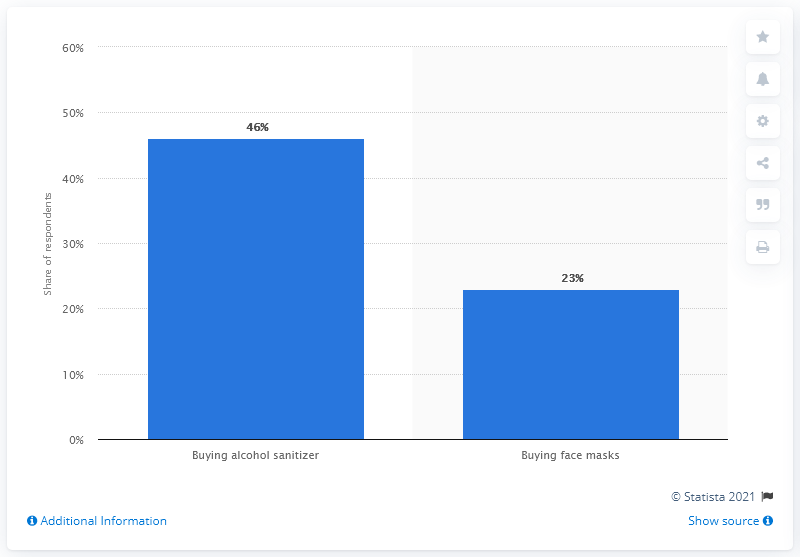 60%
50%
40%
30%
20%
10%
0%
Share of respondents
46%
23%
Buying alcohol sanitizer
Buying face masks
© Statista 2021
Additional Information
Show source